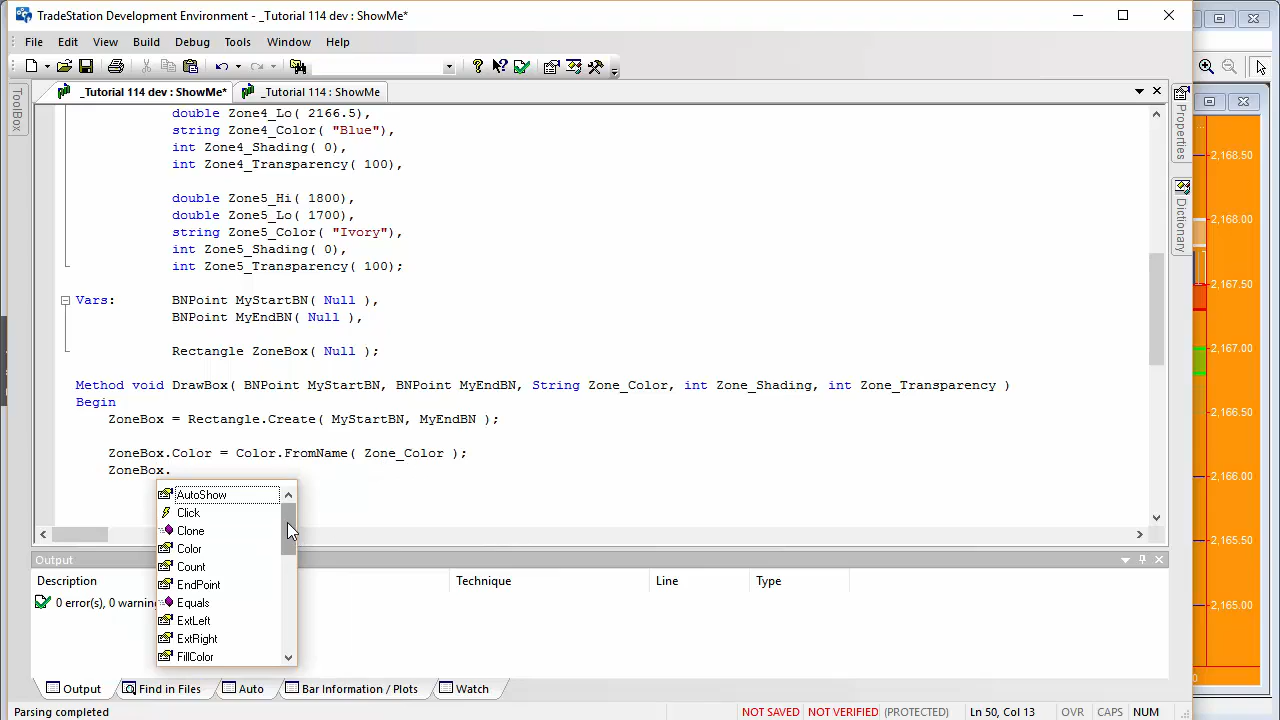 TradeStation Development Environment - _Tutorial 114 dev : ShowMe*
File Edit View Build Debug Tools Window Help
_Tutorial 114 dev : ShowMe* _Tutorial 114 : ShowMe
ToolBox
Properties
Dictionary
double Zone4_Lo( 2166.5),
string Zone4_Color( "Blue"),
int Zone4_Shading( 0),
int Zone4_Transparency( 100),
double Zone5_Hi( 1800),
double Zone5_Lo( 1700),
string Zone5_Color( "Ivory"),
int Zone5_Shading( 0),
int Zone5_Transparency( 100);
Vars: BNPoint MyStartBN( Null ),
BNPoint MyEndBN( Null ),
Rectangle ZoneBox( Null );
Method void DrawBox( BNPoint MyStartBN, BNPoint MyEndBN, String Zone_Color, int Zone_Shading, int Zone_Transparency )
Begin
ZoneBox = Rectangle.Create( MyStartBN, MyEndBN );
ZoneBox.Color = Color.FromName( Zone_Color );
ZoneBox.
AutoShow
Click
Clone
Color
Count
EndPoint
Equals
ExtLeft
ExtRight
FillColor
Output
Description Technique Line Type
0 error(s), 0 warnin
Output Find in Files Auto Bar Information / Plots Watch
Parsing completed NOT SAVED NOT VERIFIED (PROTECTED) Ln 50, Col 13 OVR CAPS NUM
2,168.50
2,168.00
2,167.50
2,167.00
2,166.50
2,166.00
2,165.50
2,165.00